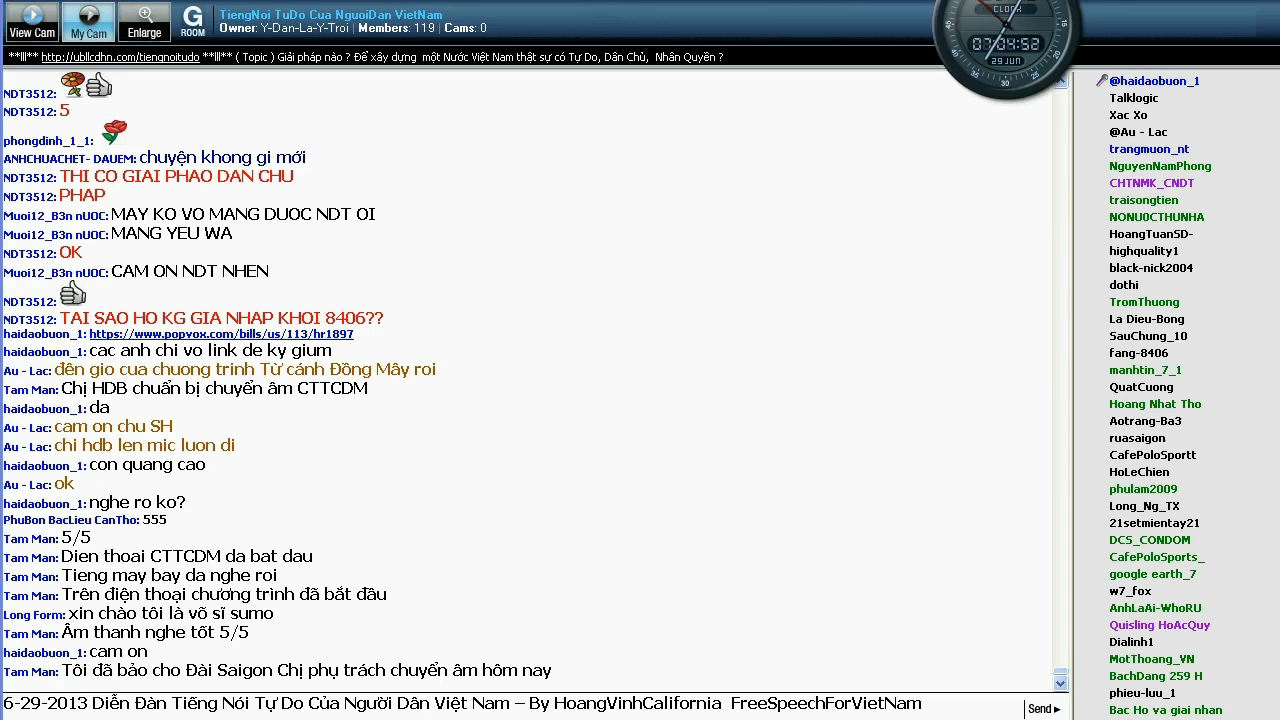 View Cam
My Cam
Enlarge
G
ROOM
TiengNoi TuDo Cua NguoiDan VietNam
Owner: Y-Dan-La-Y-Troi | Members: 119 | Cams: 0
CLOCK
07:04:58
29 JUN
15
25
30
35
45
**lll** http://ubllcdhn.com/tiengnoitudo **lll** ( Topic ) Giải pháp nào ? Để xây dựng một Nước Việt Nam thật sự có Tự Do, Dân Chủ, Nhân Quyền ?
NDT3512:
NDT3512: 5
phongdinh_1_1:
ANHCHUACHET- DAUEM: chuyện khong gi mới
NDT3512: THI CO GIAI PHAO DAN CHU
NDT3512: PHAP
Muoi12_B3n nUOC: MAY KO VO MANG DUOC NDT OI
Muoi12_B3n nUOC: MANG YEU WA
NDT3512: OK
Muoi12_B3n nUOC: CAM ON NDT NHEN
NDT3512:
NDT3512: TAI SAO HO KG GIA NHAP KHOI 8406??
haidaobuon_1: https://www.popvox.com/bills/us/113/hr1897
haidaobuon_1: cac anh chi vo link de ky gium
Au - Lac: đên gio cua chuong trinh Từ cánh Đồng Mây roi
Tam Man: Chị HDB chuẩn bị chuyển âm CTTCDM
haidaobuon_1: da
Au - Lac: cam on chu SH
Au - Lac: chi hdb len mic luon di
haidaobuon_1: con quang cao
Au - Lac: ok
haidaobuon_1: nghe ro ko?
PhuBon BacLieu CanTho: 555
Tam Man: 5/5
Tam Man: Dien thoai CTTCDM da bat dau
Tam Man: Tieng may bay da nghe roi
Tam Man: Trên điện thoại chương trình đã bắt đầu
Long Form: xin chào tôi là võ sĩ sumo
Tam Man: Âm thanh nghe tốt 5/5
haidaobuon_1: cam on
Tam Man: Tôi đã bảo cho Đài Saigon Chị phụ trách chuyển âm hôm nay
6-29-2013 Diễn Đàn Tiếng Nói Tự Do Của Người Dân Việt Nam – By HoangVinhCalifornia FreeSpeechForVietNam
Send
@haidaobuon_1
Talklogic
Xac Xo
@Au - Lac
trangmuon_nt
NguyenNamPhong
CHTNMK_CNDT
traisongtien
NONU0CTHUNHA
HoangTuanSD-
highquality1
black-nick2004
dothi
TromThuong
La Dieu-Bong
SauChung_10
fang-8406
manhtin_7_1
QuatCuong
Hoang Nhat Tho
Aotrang-Ba3
ruasaigon
CafePoloSportt
HoLeChien
phulam2009
Long_Ng_TX
21setmientay21
DCS_CONDOM
CafePoloSports_
google earth_7
w7_fox
AnhLaAi-WhoRU
Quisling HoAcQuy
Dialinh1
MotThoang_VN
BachDang 259 H
phieu-luu_1
Bac Ho va giai nhan